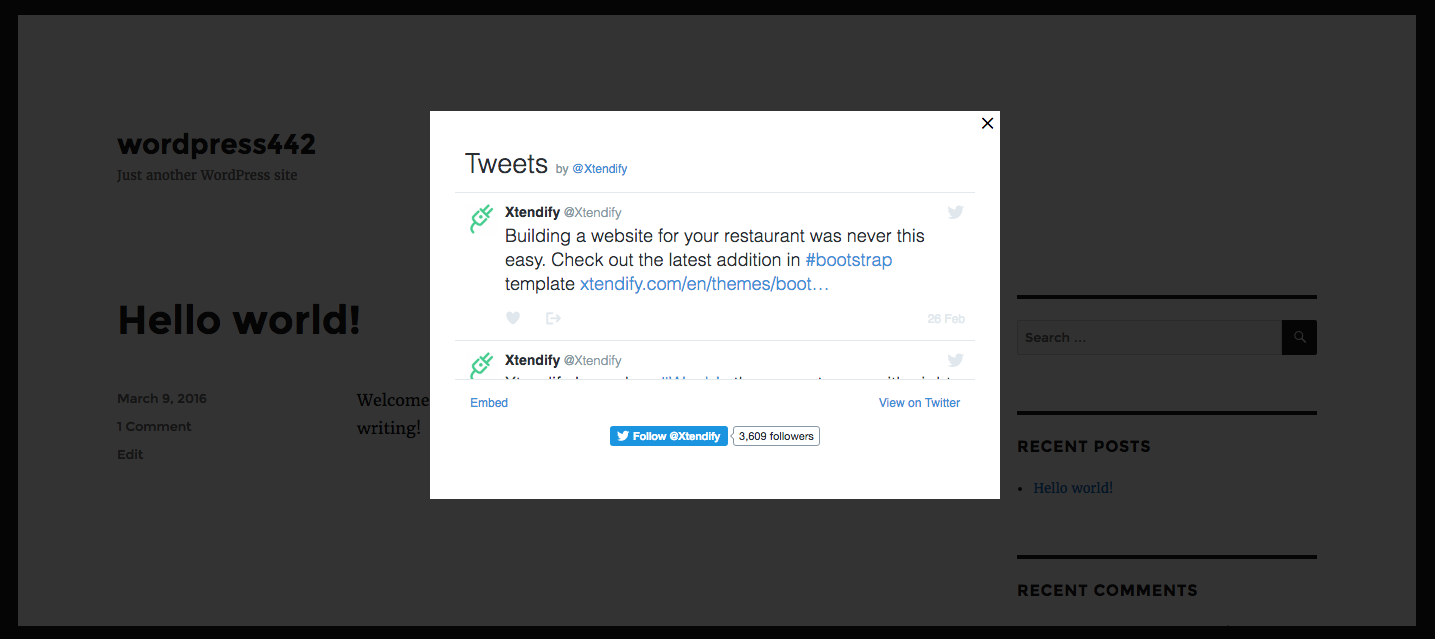 wordpress442
Just another WordPress site
Hello world!
March 9, 2016
1 Comment
Edit
Welcome
writing!
Tweets by @Xtendify
Xtendify @Xtendify
Building a website for your restaurant was never this
easy. Check out the latest addition in #bootstrap
template xtendify.com/en/themes/boot…
26 Feb
Xtendify @Xtendify
Embed
View on Twitter
Follow @Xtendify
3,609 followers
Search …
RECENT POSTS
Hello world!
RECENT COMMENTS